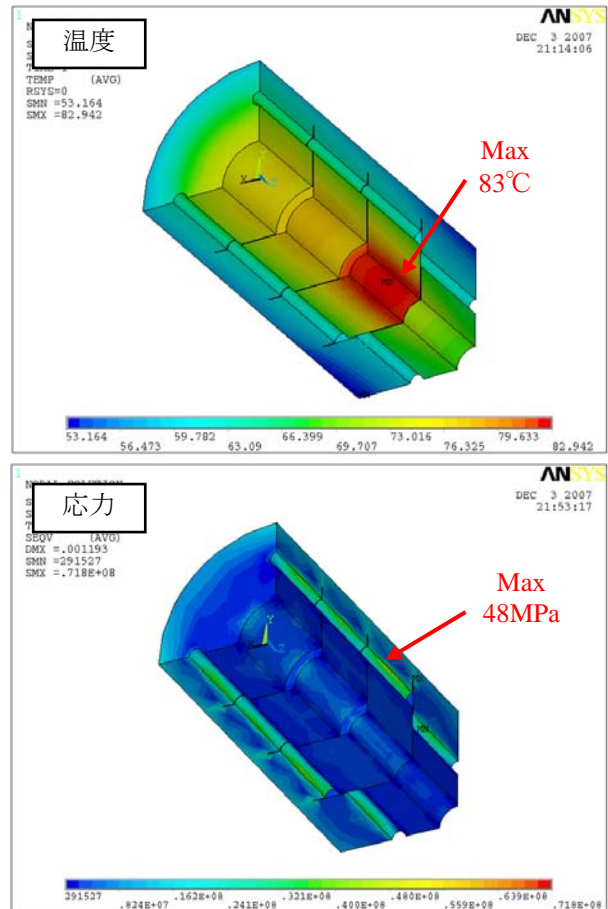 1
ANSYS
DEC 3 2007
21:14:06
温度
TEMP (AVG)
RSYS=0
SMN =53.164
SMX =82.942
Max
83℃
Y
X
Z
MX
53.164 59.782 66.399 73.016 79.633
56.473 63.09 69.707 76.325 82.942
1
ANSYS
DEC 3 2007
21:53:17
応力
SEQV (AVG)
DMX =.001193
SMN =291527
SMX =.718E+08
Max
48MPa
Y
Z
MX
MN
291527 .162E+08 .321E+08 .480E+08 .639E+08
.824E+07 .241E+08 .400E+08 .559E+08 .718E+08